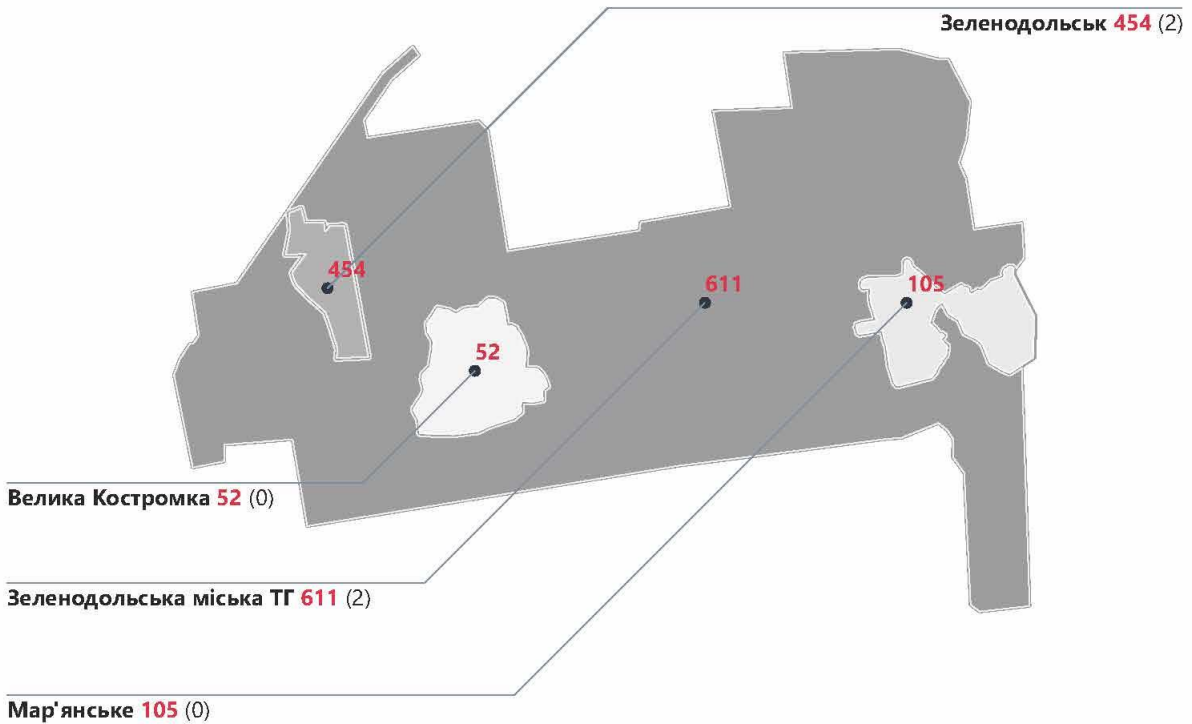 Зеленодольськ 454 (2)
454
611
105
52
Велика Костромка 52 (0)
Зеленодольська міська ТГ 611 (2)
Мар'янське 105 (0)